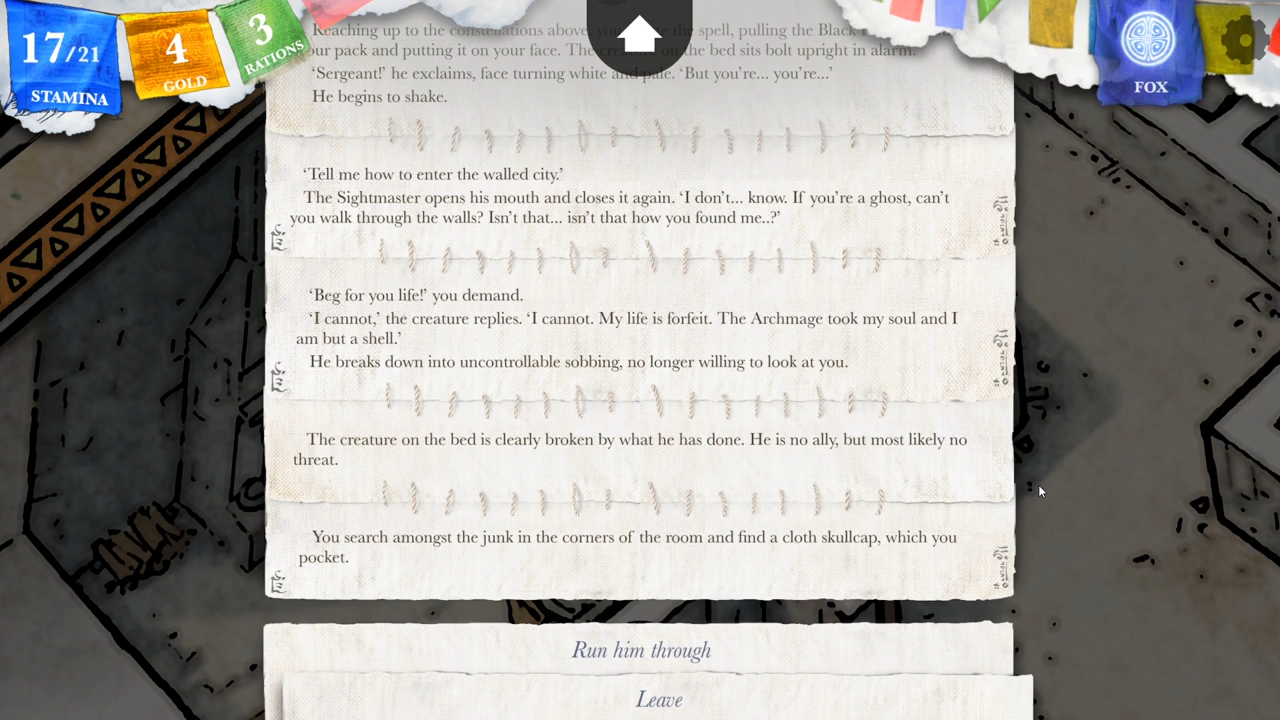 17/21
STAMINA
4
GOLD
3
RATIONS
FOX
Reaching up to the constellations above, the spell, pulling the Black
our pack and putting it on your face. The creature on the bed sits bolt upright in alarm.
‘Sergeant!’ he exclaims, face turning white and pale. ‘But you’re... you’re...’
He begins to shake.
‘Tell me how to enter the walled city.’
The Sightmaster opens his mouth and closes it again. ‘I don’t... know. If you’re a ghost, can’t
you walk through the walls? Isn’t that... isn’t that how you found me..?’
‘Beg for you life!’ you demand.
‘I cannot,’ the creature replies. ‘I cannot. My life is forfeit. The Archmage took my soul and I
am but a shell.’
He breaks down into uncontrollable sobbing, no longer willing to look at you.
The creature on the bed is clearly broken by what he has done. He is no ally, but most likely no
threat.
You search amongst the junk in the corners of the room and find a cloth skullcap, which you
pocket.
Run him through
Leave